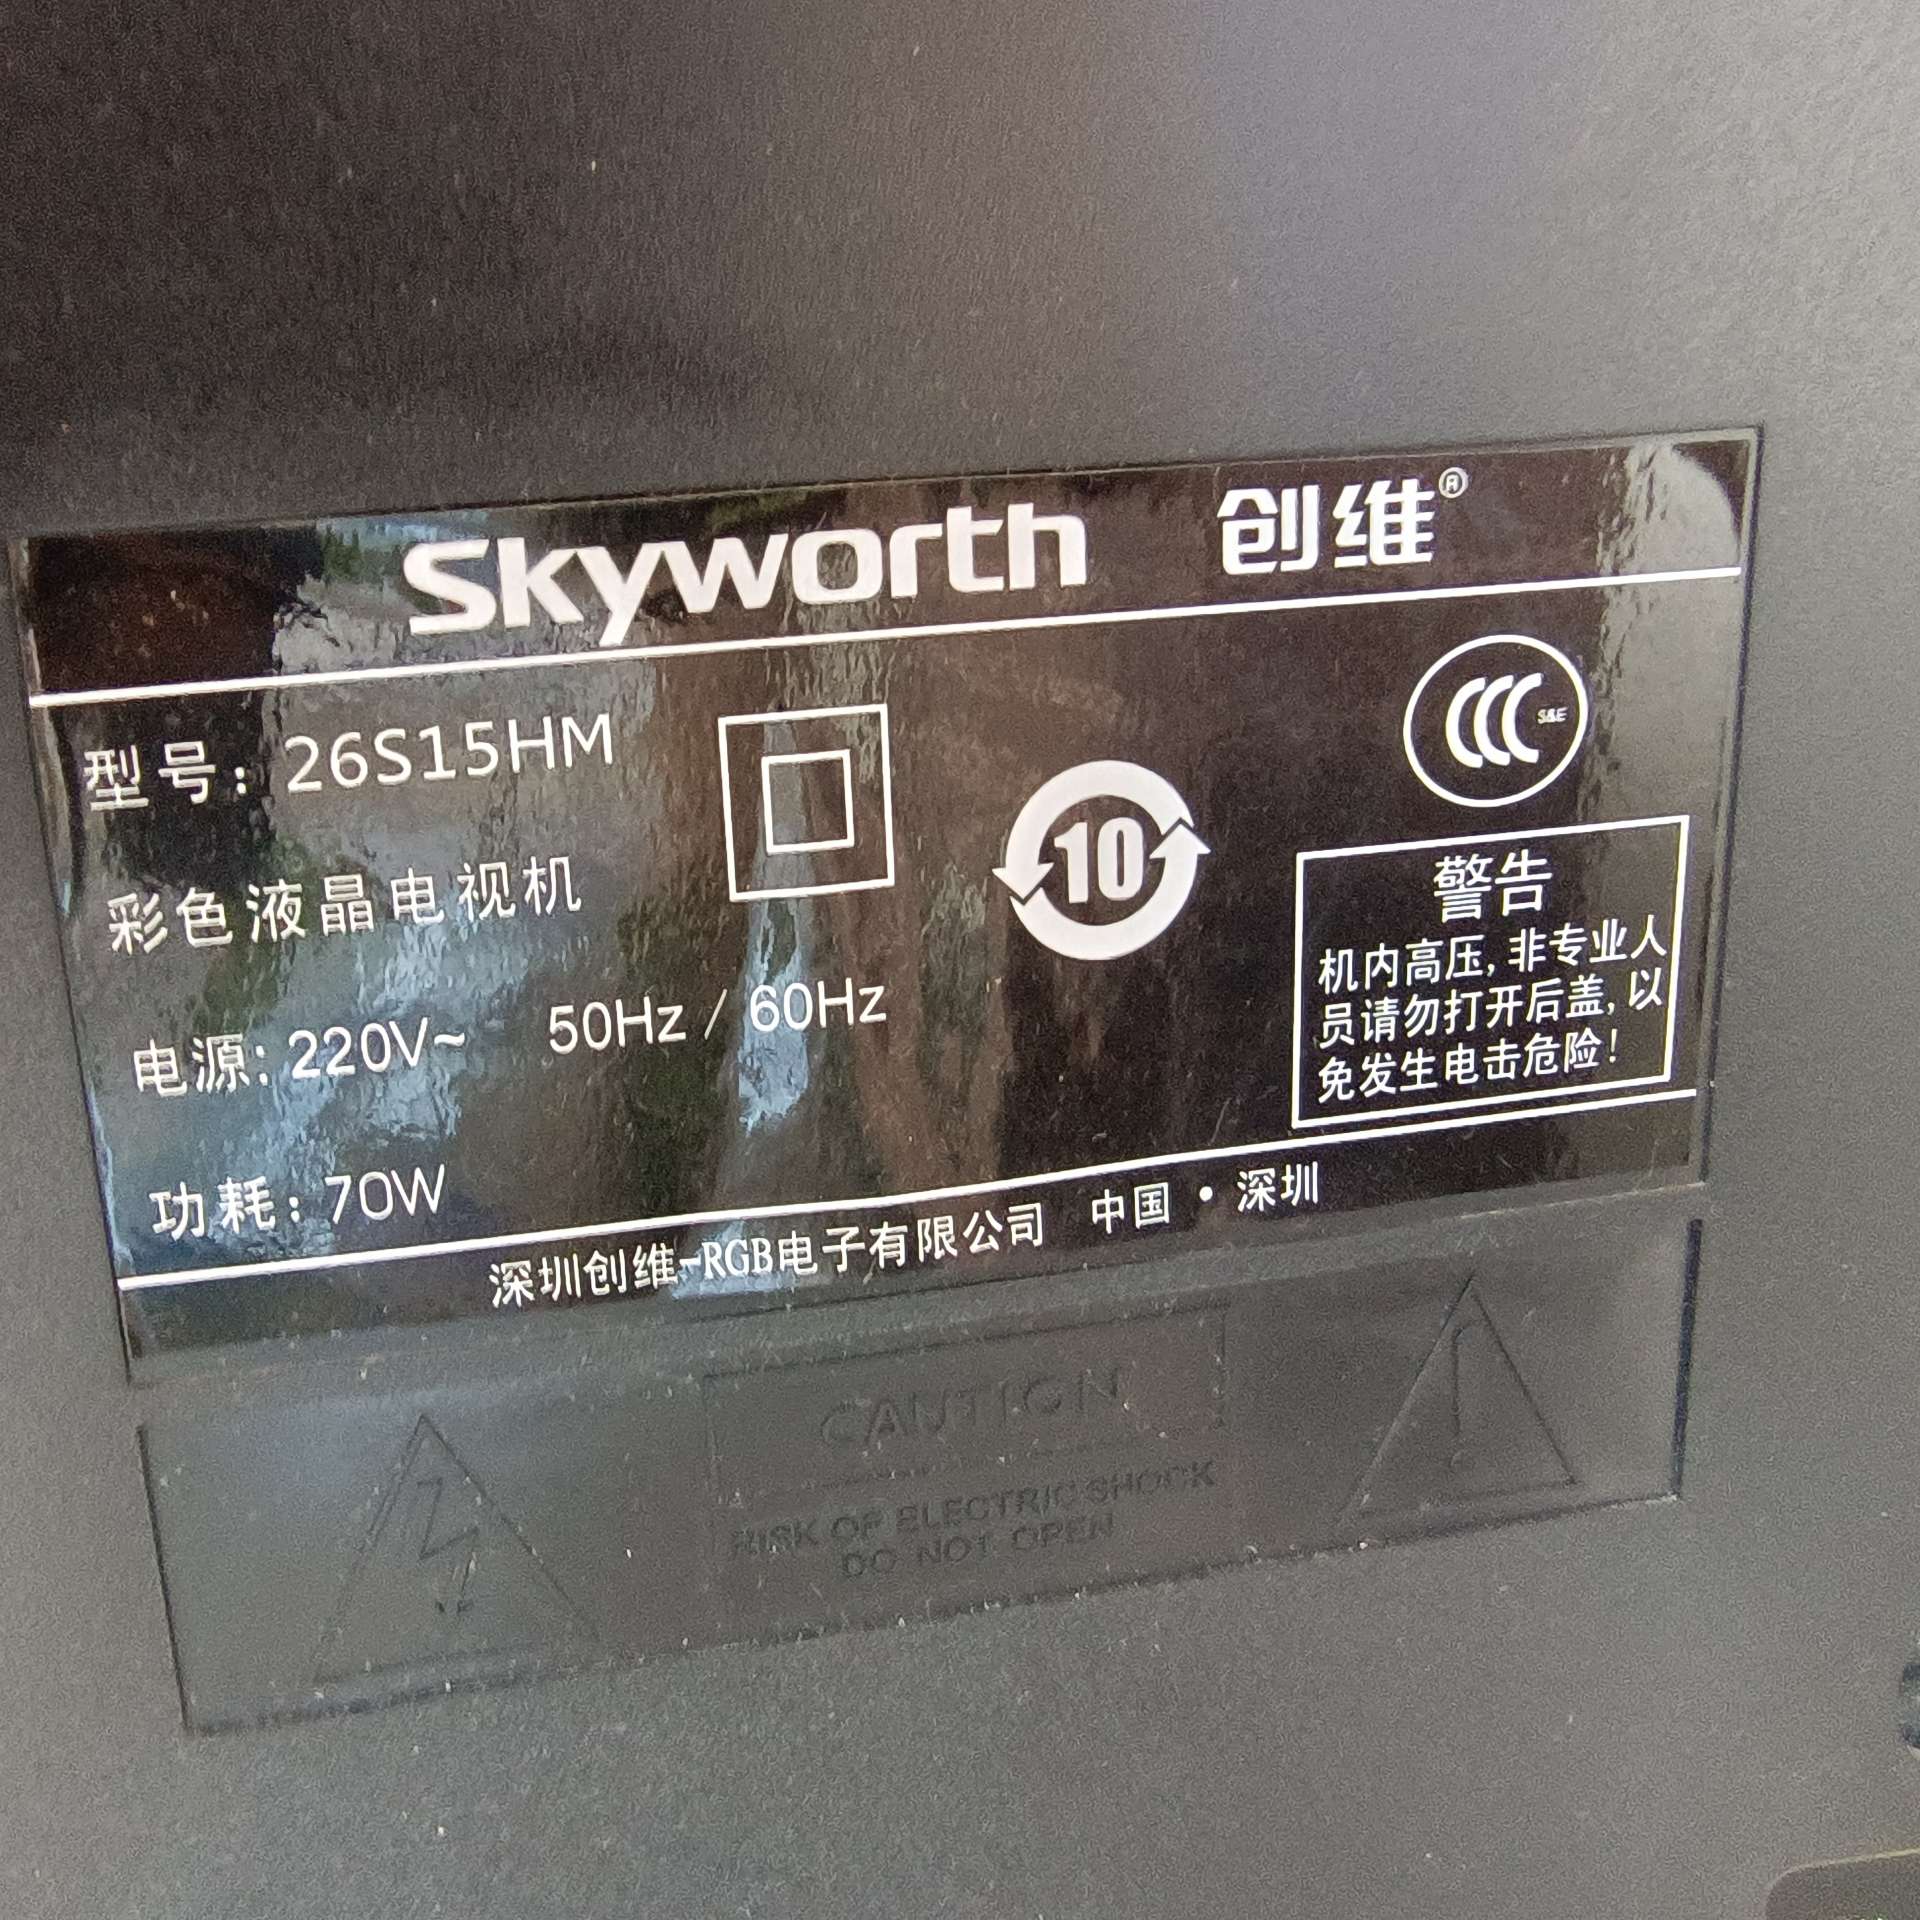 Skyworth 创维®
型号: 26S15HM
彩色液晶电视机
电源: 220V~ 50Hz / 60Hz
功耗: 70W
10
CCC S&E
警告
机内高压, 非专业人
员请勿打开后盖, 以
免发生电击危险!
深圳创维-RGB电子有限公司 中国・深圳
CAUTION
RISK OF ELECTRIC SHOCK
DO NOT OPEN